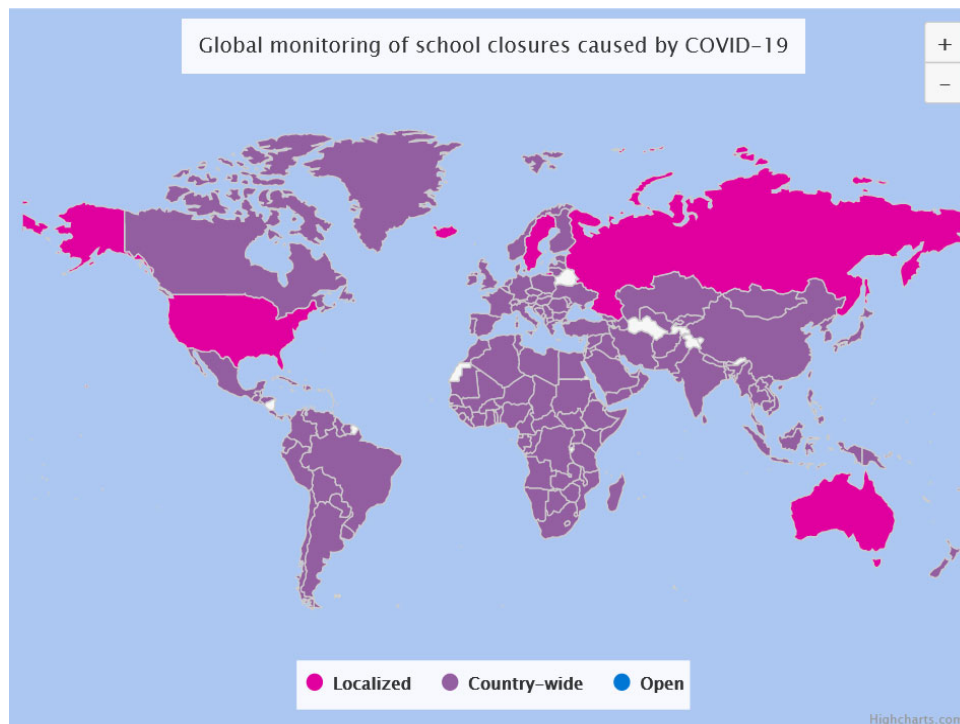 Global monitoring of school closures caused by COVID-19
+
−
Localized
Country-wide
Open
Highcharts.com